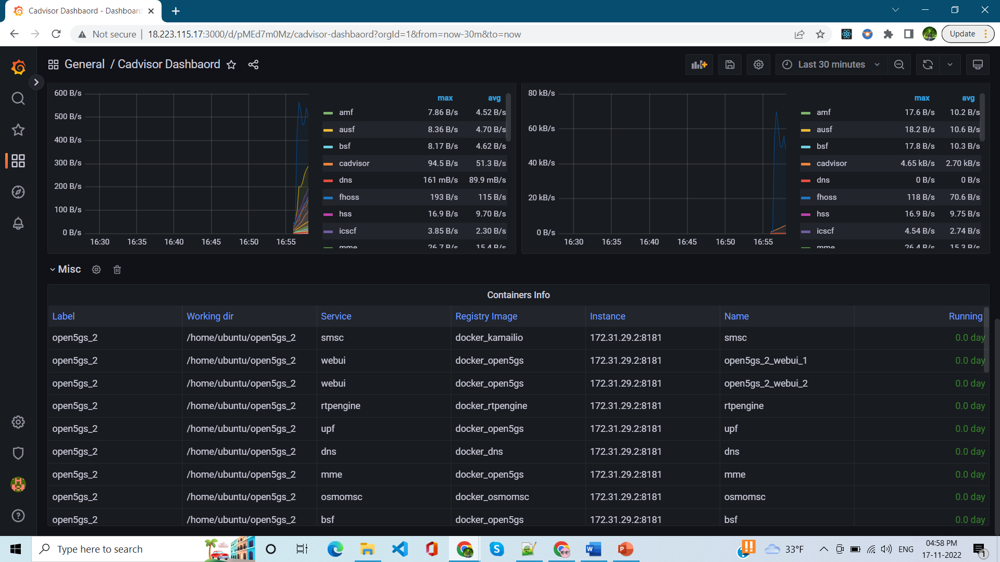 Cadvisor Dashbaord - Dashboard
Not secure | 18.223.115.17:3000/d/pMEd7m0Mz/cadvisor-dashbaord?orgId=1&from=now-30m&to=now
Update
General / Cadvisor Dashbaord
Last 30 minutes
600 B/s
500 B/s
400 B/s
300 B/s
200 B/s
100 B/s
0 B/s
16:30 16:35 16:40 16:45 16:50 16:55
max avg
amf 7.86 B/s 4.52 B/s
ausf 8.36 B/s 4.70 B/s
bsf 8.17 B/s 4.62 B/s
cadvisor 94.5 B/s 51.3 B/s
dns 161 mB/s 89.9 mB/s
fhoss 193 B/s 115 B/s
hss 16.9 B/s 9.70 B/s
icscf 3.85 B/s 2.30 B/s
mme 26.7 B/s 15.4 B/s
80 kB/s
60 kB/s
40 kB/s
20 kB/s
0 B/s
16:30 16:35 16:40 16:45 16:50 16:55
max avg
amf 17.6 B/s 10.2 B/s
ausf 18.2 B/s 10.6 B/s
bsf 17.8 B/s 10.3 B/s
cadvisor 4.65 kB/s 2.70 kB/s
dns 0 B/s 0 B/s
fhoss 118 B/s 70.6 B/s
hss 16.9 B/s 9.75 B/s
icscf 4.54 B/s 2.74 B/s
mme 26.4 B/s 15.3 B/s
Misc
Containers Info
Label Working dir Service Registry Image Instance Name Running
open5gs_2 /home/ubuntu/open5gs_2 smsc docker_kamailio 172.31.29.2:8181 smsc 0.0 day
open5gs_2 /home/ubuntu/open5gs_2 webui docker_open5gs 172.31.29.2:8181 open5gs_2_webui_1 0.0 day
open5gs_2 /home/ubuntu/open5gs_2 webui docker_open5gs 172.31.29.2:8181 open5gs_2_webui_2 0.0 day
open5gs_2 /home/ubuntu/open5gs_2 rtpengine docker_rtpengine 172.31.29.2:8181 rtpengine 0.0 day
open5gs_2 /home/ubuntu/open5gs_2 upf docker_open5gs 172.31.29.2:8181 upf 0.0 day
open5gs_2 /home/ubuntu/open5gs_2 dns docker_dns 172.31.29.2:8181 dns 0.0 day
open5gs_2 /home/ubuntu/open5gs_2 mme docker_open5gs 172.31.29.2:8181 mme 0.0 day
open5gs_2 /home/ubuntu/open5gs_2 osmomsc docker_osmomsc 172.31.29.2:8181 osmomsc 0.0 day
open5gs_2 /home/ubuntu/open5gs_2 bsf docker_open5gs 172.31.29.2:8181 bsf 0.0 day
Type here to search
33°F
ENG
04:58 PM
17-11-2022
1